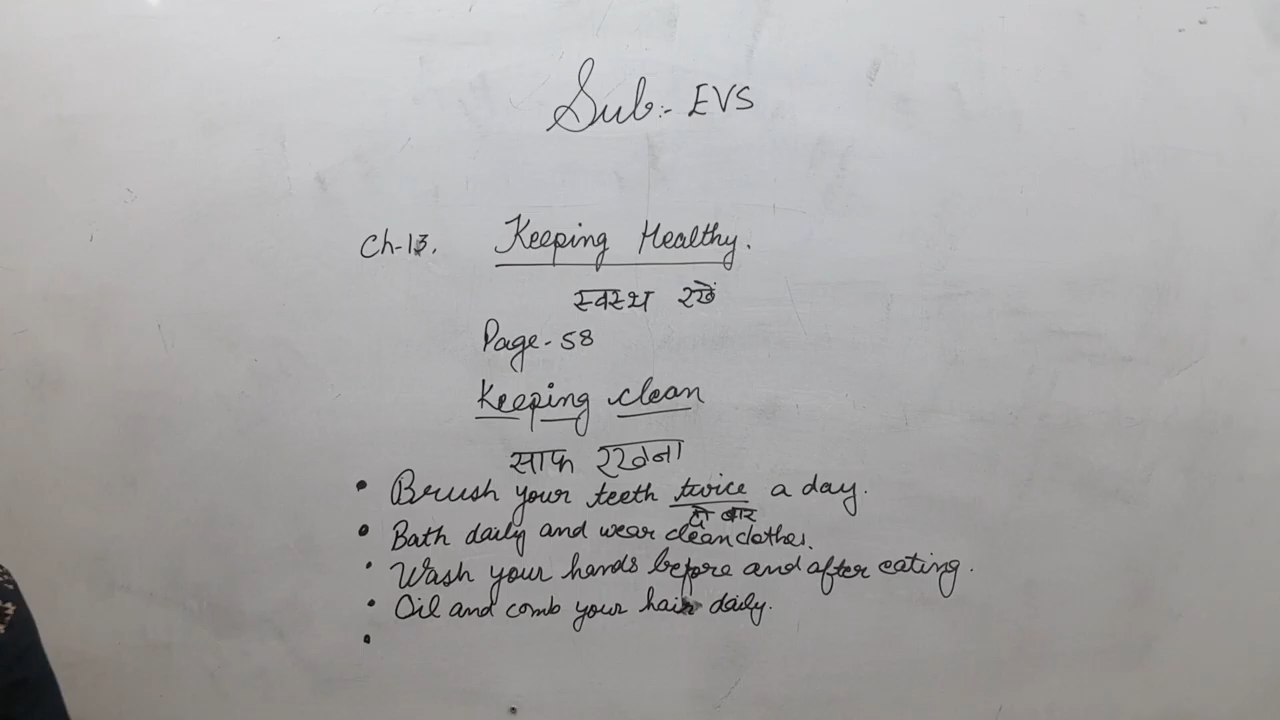 Sub:- EVS
Ch-13. Keeping Healthy.
स्वस्थ रखें
Page- 58
Keeping clean
साफ रखना
• Brush your teeth twice a day.
दो बार
• Bath daily and wear clean clothes.
• Wash your hands before and after eating.
• Oil and comb your hair daily.
•